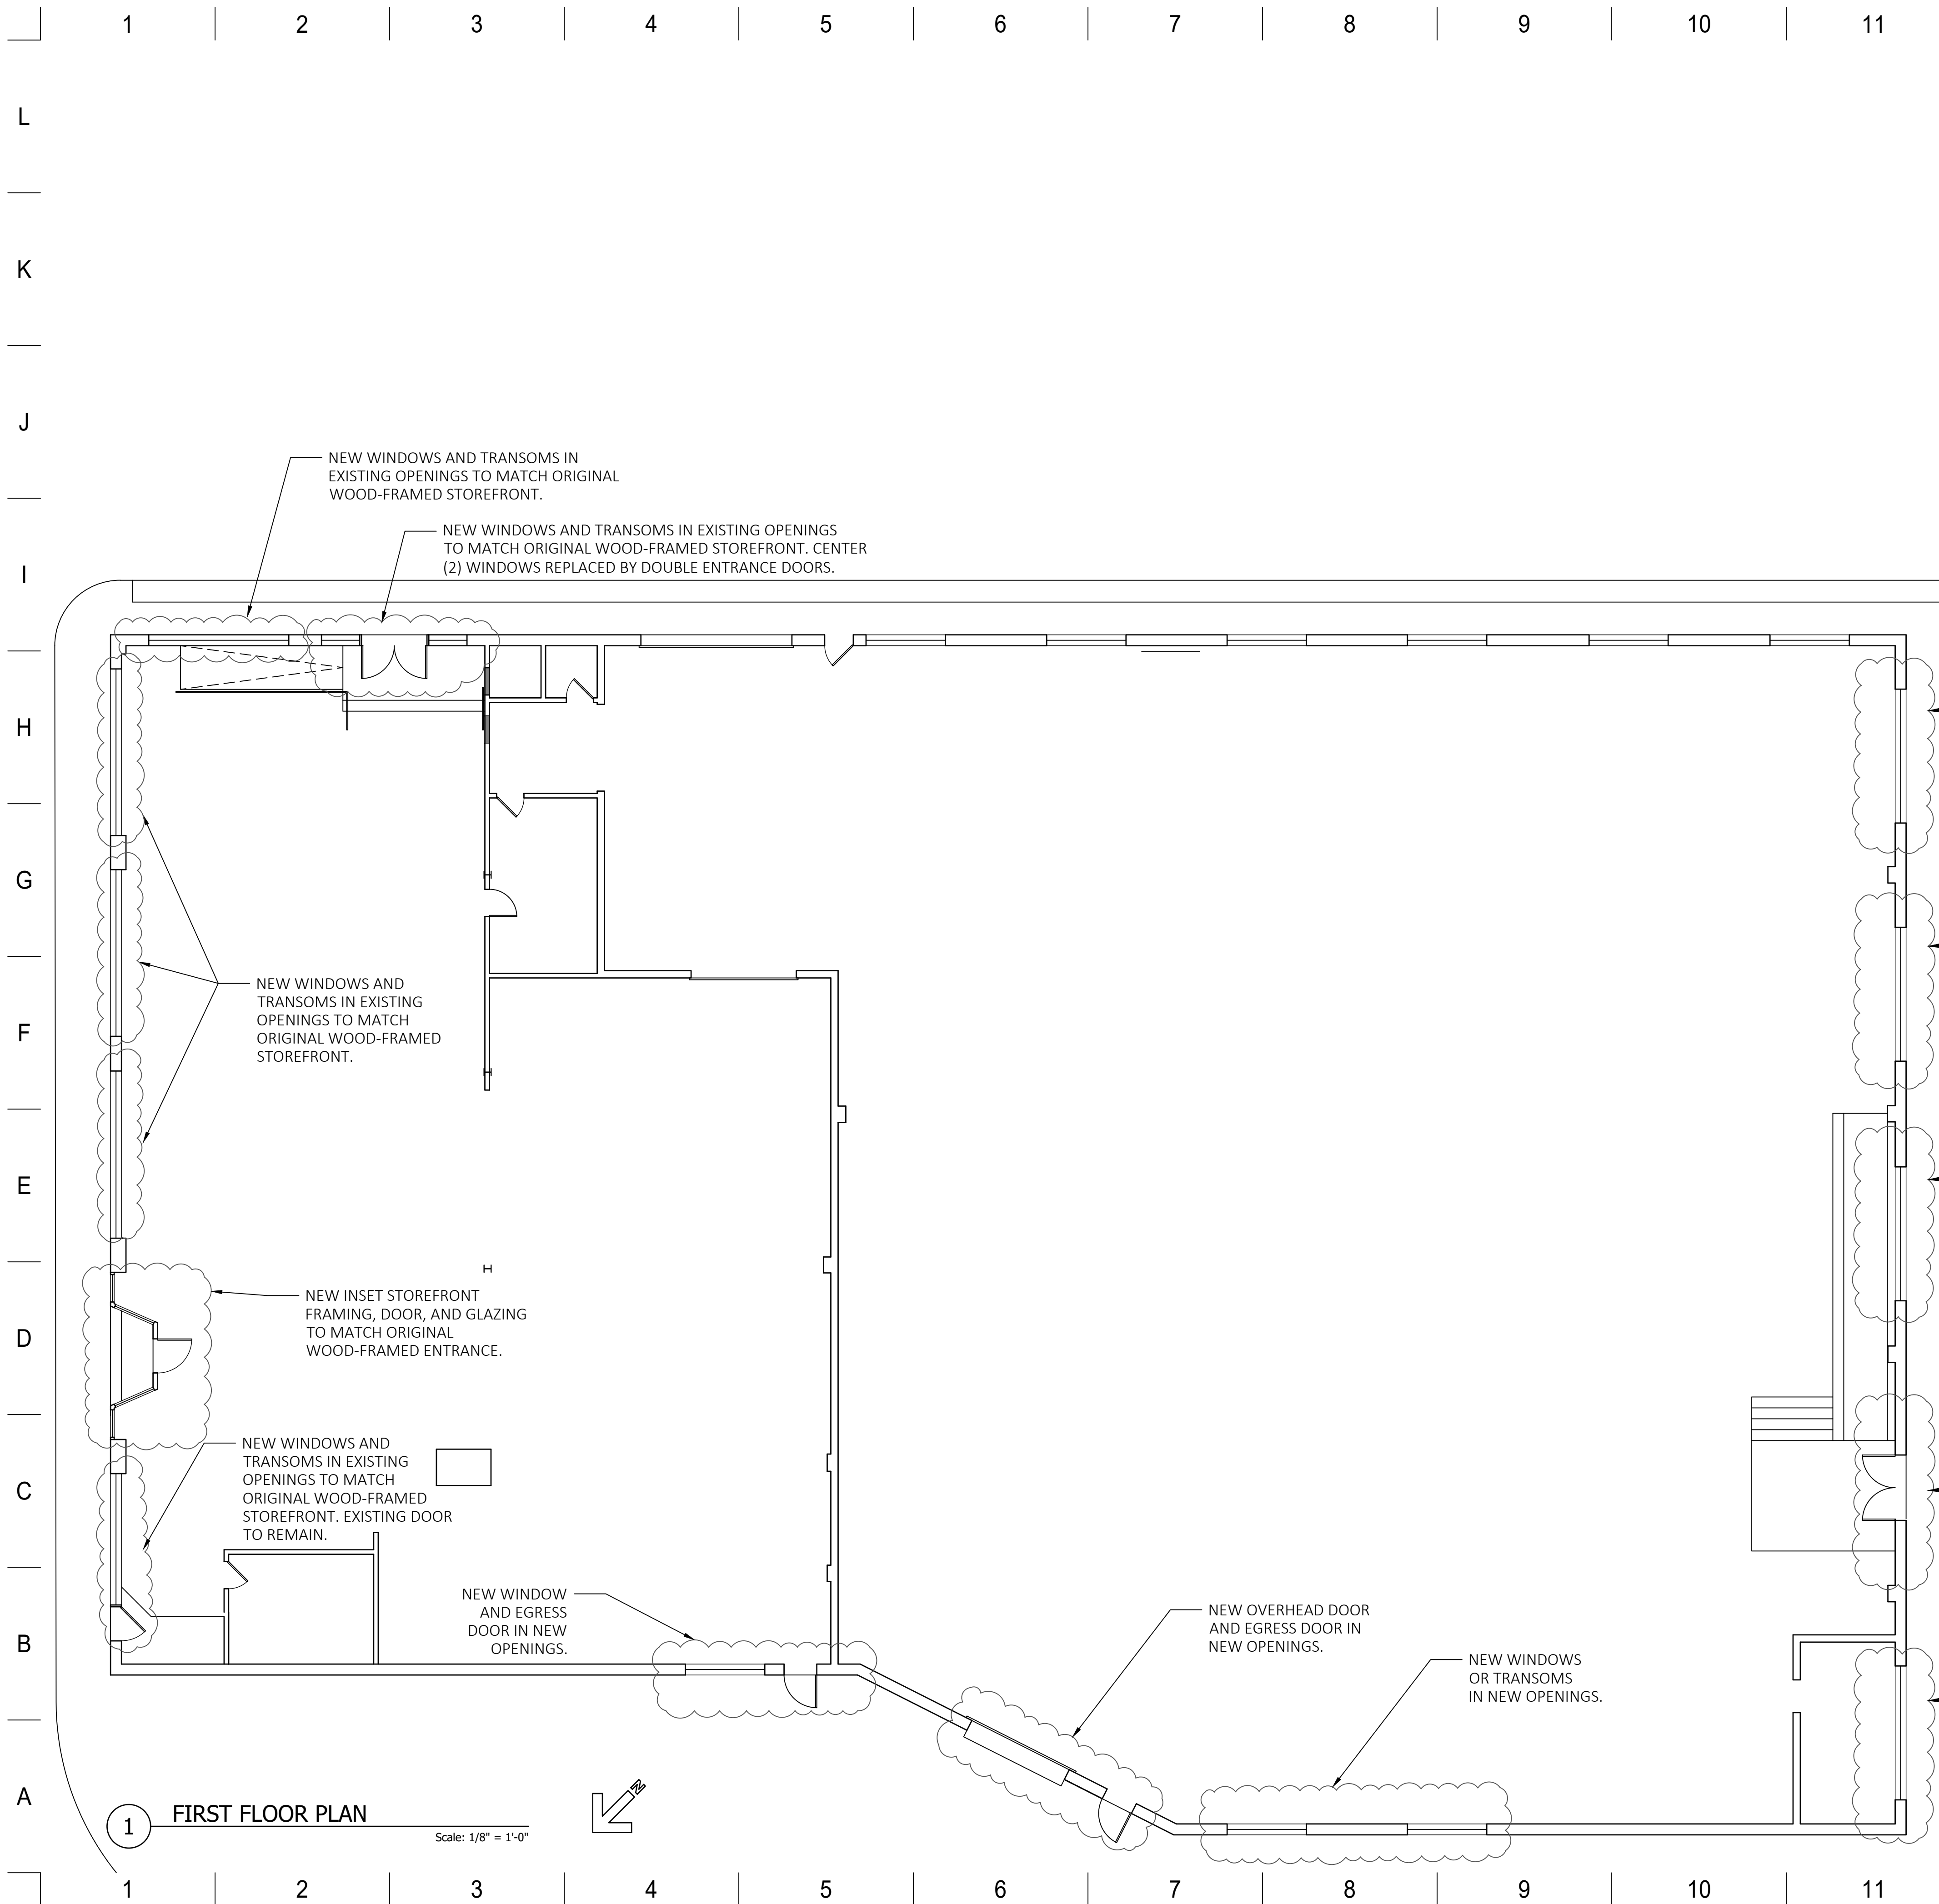 1 2 3 4 5 6 7 8 9 10 11
L
K
J
NEW WINDOWS AND TRANSOMS IN
EXISTING OPENINGS TO MATCH ORIGINAL
WOOD-FRAMED STOREFRONT.
NEW WINDOWS AND TRANSOMS IN EXISTING OPENINGS
TO MATCH ORIGINAL WOOD-FRAMED STOREFRONT. CENTER
(2) WINDOWS REPLACED BY DOUBLE ENTRANCE DOORS.
I
H
G
NEW WINDOWS AND
TRANSOMS IN EXISTING
OPENINGS TO MATCH
ORIGINAL WOOD-FRAMED
STOREFRONT.
F
E
NEW INSET STOREFRONT
FRAMING, DOOR, AND GLAZING
TO MATCH ORIGINAL
WOOD-FRAMED ENTRANCE.
D
NEW WINDOWS AND
TRANSOMS IN EXISTING
OPENINGS TO MATCH
ORIGINAL WOOD-FRAMED
STOREFRONT. EXISTING DOOR
TO REMAIN.
C
NEW WINDOW
AND EGRESS
DOOR IN NEW
OPENINGS.
NEW OVERHEAD DOOR
AND EGRESS DOOR IN
NEW OPENINGS.
B
NEW WINDOWS
OR TRANSOMS
IN NEW OPENINGS.
A
N
1 FIRST FLOOR PLAN
Scale: 1/8" = 1'-0"
1 2 3 4 5 6 7 8 9 10 11